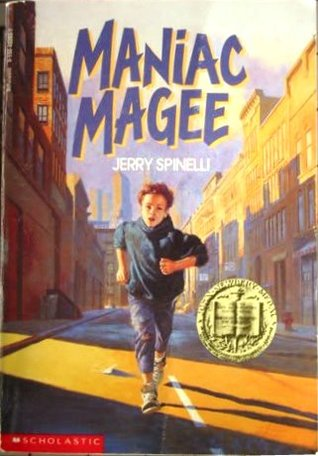 MANIAC
MAGEE
JERRY SPINELLI
SCHOLASTIC